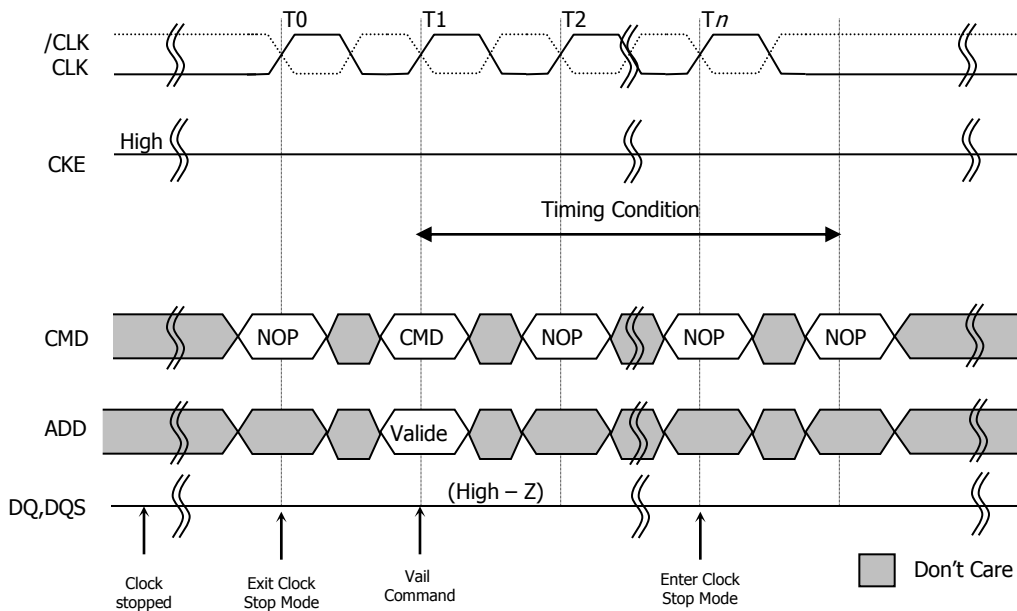 T0 T1 T2 Tn
/CLK
CLK
High
CKE
Timing Condition
CMD NOP CMD NOP NOP NOP
ADD Valide
(High – Z)
DQ,DQS
Clock stopped
Exit Clock Stop Mode
Vail Command
Enter Clock Stop Mode
Don't Care